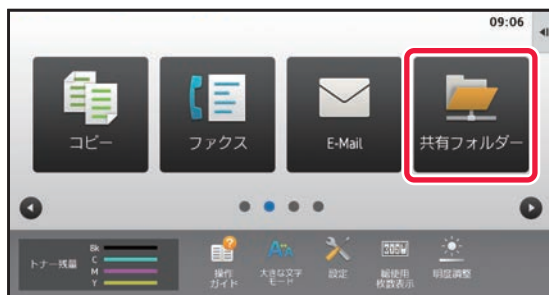 09:06
コピー
ファクス
E-Mail
共有フォルダー
トナー残量
Bk
C
M
Y
操作
ガイド
大きな文字
モード
設定
総使用
枚数表示
明度調整